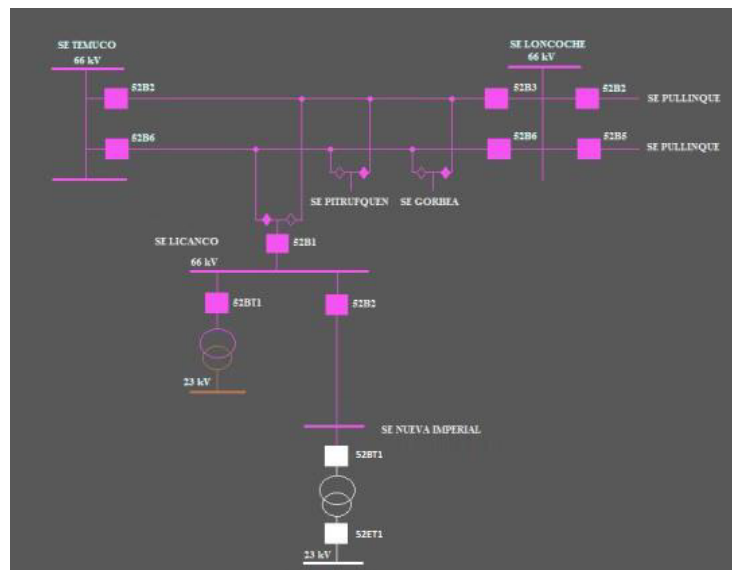 SE TEMUCO
66 kV
SE LONCOCHE
66 kV
52B2
52B3
52B2
SE PULLINQUE
52B6
52B6
52B5
SE PULLINQUE
SE PITRUFQUEN
SE GORBEA
SE LICANCO
52B1
66 kV
52BT1
52B2
23 kV
SE NUEVA IMPERIAL
52BT1
52ET1
23 kV